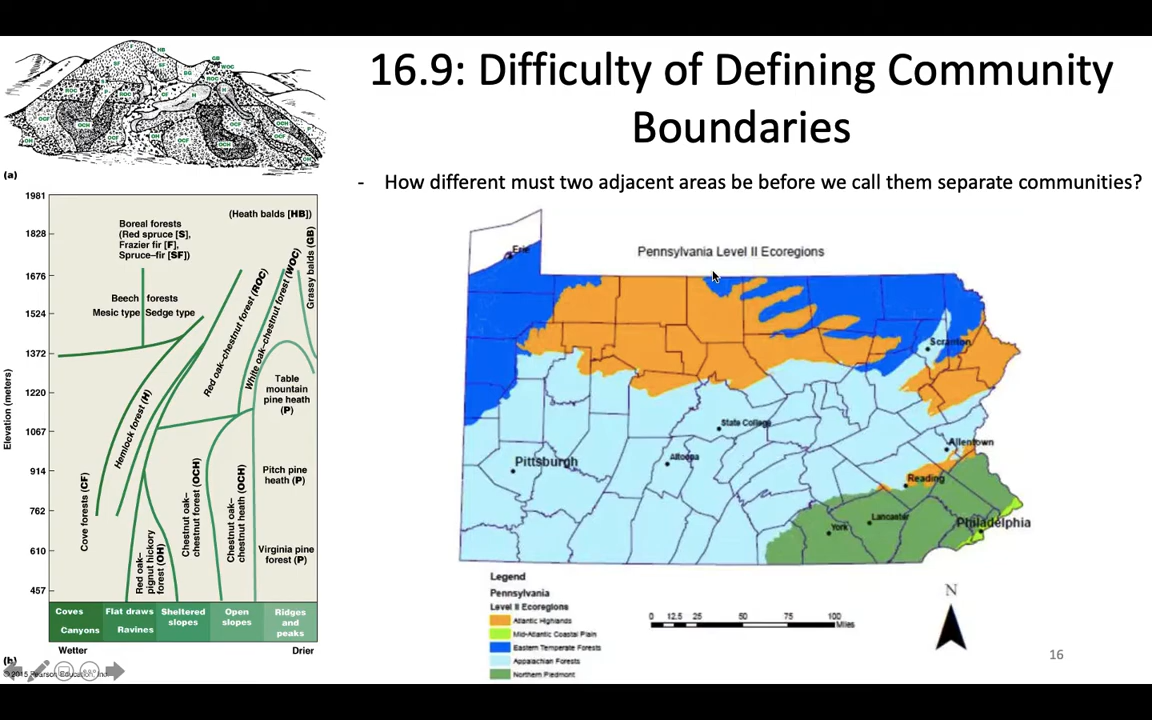 16.9: Difficulty of Defining Community
Boundaries
- How different must two adjacent areas be before we call them separate communities?
(a)
1961
1828
1676
1524
1372
1220
1067
914
762
610
457
Elevation (meters)
(Heath balds [HB])
Boreal forests
(Red spruce [S],
Frazier fir [F],
Spruce–fir [SF])
Beech forests
Mesic type Sedge type
Hemlock forest (H)
Cove forests (CF)
Red oak–chestnut forest (ROC)
White oak–chestnut forest (WOC)
Grassy balds (GB)
Table
mountain
pine heath
(P)
Pitch pine
heath (P)
Virginia pine
forest (P)
Red oak–
pignut hickory
forest (OH)
Chestnut oak–
chestnut forest (OCH)
Chestnut oak–
chestnut heath (OCH)
Coves
Canyons
Flat draws
Ravines
Sheltered
slopes
Open
slopes
Ridges
and
peaks
Wetter
Drier
(b)
© 2015 Pearson Education, Inc.
Pennsylvania Level II Ecoregions
Erie
Scranton
State College
Altoona
Pittsburgh
Allentown
Reading
Lancaster
York
Philadelphia
Legend
Pennsylvania
Level II Ecoregions
Atlantic Highlands
Mid-Atlantic Coastal Plain
Eastern Temperate Forests
Appalachian Forests
Northern Piedmont
0 12.5 25 50 75 100
Miles
N
16